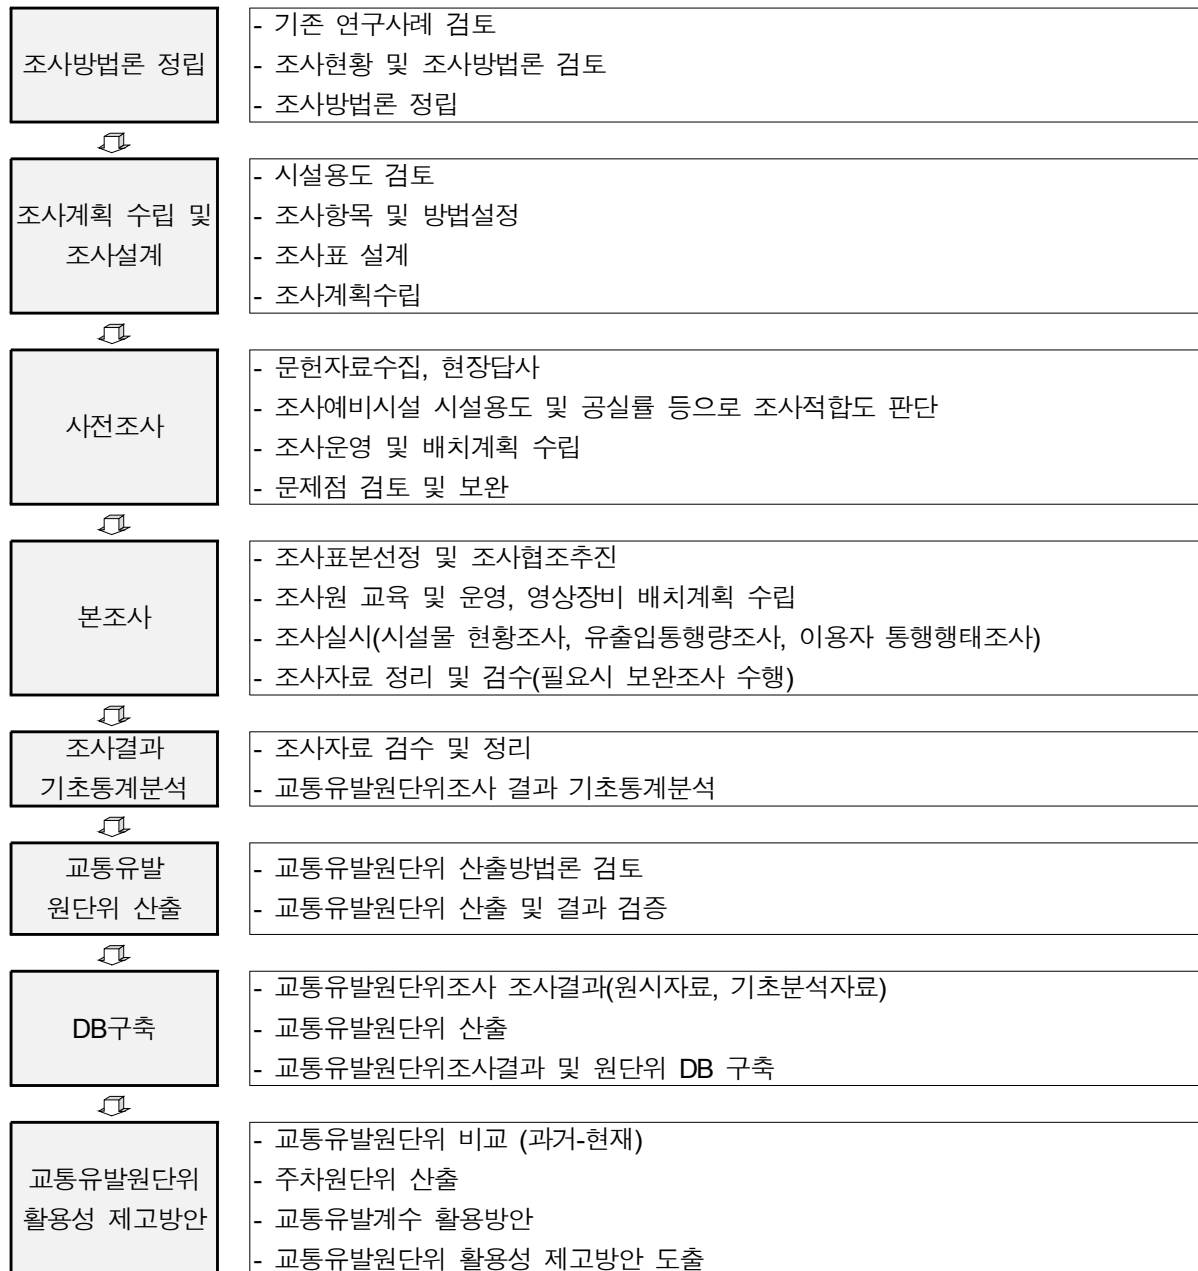 조사방법론 정립
- 기존 연구사례 검토
- 조사현황 및 조사방법론 검토
- 조사방법론 정립
조사계획 수립 및
조사설계
- 시설용도 검토
- 조사항목 및 방법설정
- 조사표 설계
- 조사계획수립
사전조사
- 문헌자료수집, 현장답사
- 조사예비시설 시설용도 및 공실률 등으로 조사적합도 판단
- 조사운영 및 배치계획 수립
- 문제점 검토 및 보완
본조사
- 조사표본선정 및 조사협조추진
- 조사원 교육 및 운영, 영상장비 배치계획 수립
- 조사실시(시설물 현황조사, 유출입통행량조사, 이용자 통행행태조사)
- 조사자료 정리 및 검수(필요시 보완조사 수행)
조사결과
기초통계분석
- 조사자료 검수 및 정리
- 교통유발원단위조사 결과 기초통계분석
교통유발
원단위 산출
- 교통유발원단위 산출방법론 검토
- 교통유발원단위 산출 및 결과 검증
DB구축
- 교통유발원단위조사 조사결과(원시자료, 기초분석자료)
- 교통유발원단위 산출
- 교통유발원단위조사결과 및 원단위 DB 구축
교통유발원단위
활용성 제고방안
- 교통유발원단위 비교 (과거-현재)
- 주차원단위 산출
- 교통유발계수 활용방안
- 교통유발원단위 활용성 제고방안 도출